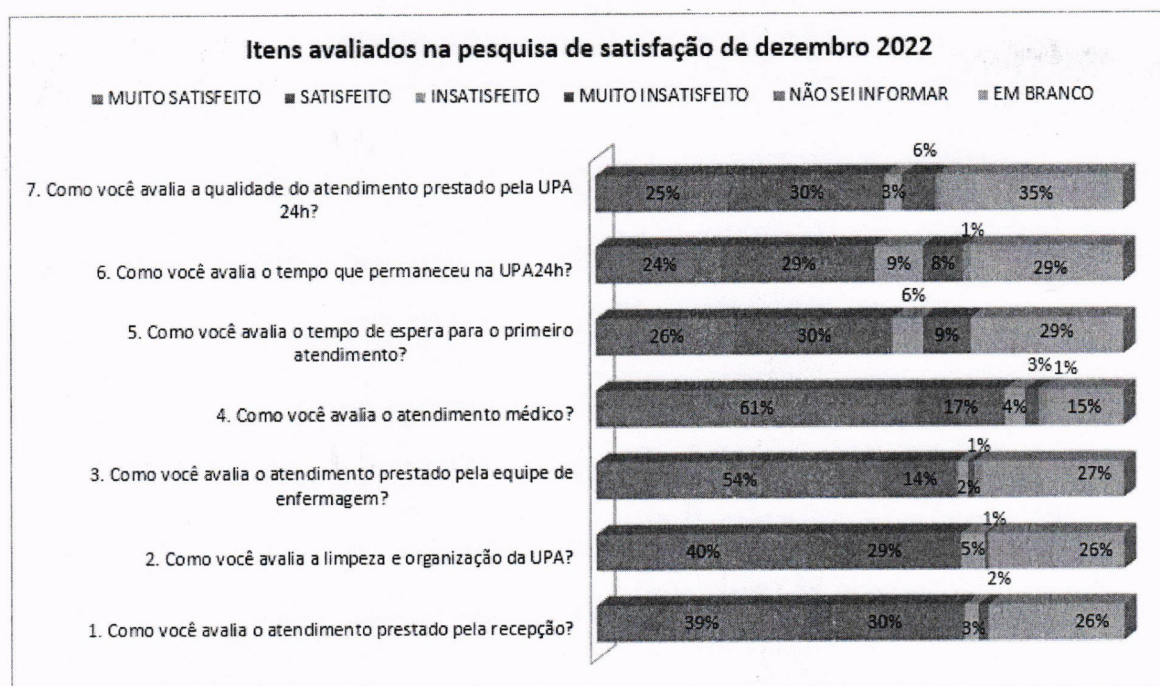 Itens avaliados na pesquisa de satisfação de dezembro 2022
MUITO SATISFEITO SATISFEITO INSATISFEITO MUITO INSATISFEITO NÃO SEI INFORMAR EM BRANCO
6%
7. Como você avalia a qualidade do atendimento prestado pela UPA
24h?
25% 30% 3% 35%
1%
6. Como você avalia o tempo que permaneceu na UPA24h?
24% 29% 9% 8% 29%
6%
5. Como você avalia o tempo de espera para o primeiro
atendimento?
26% 30% 9% 29%
3% 1%
4. Como você avalia o atendimento médico?
61% 17% 4% 15%
1%
3. Como você avalia o atendimento prestado pela equipe de
enfermagem?
54% 14% 2% 27%
1%
2. Como você avalia a limpeza e organização da UPA?
40% 29% 5% 26%
2%
1. Como você avalia o atendimento prestado pela recepção?
39% 30% 3% 26%